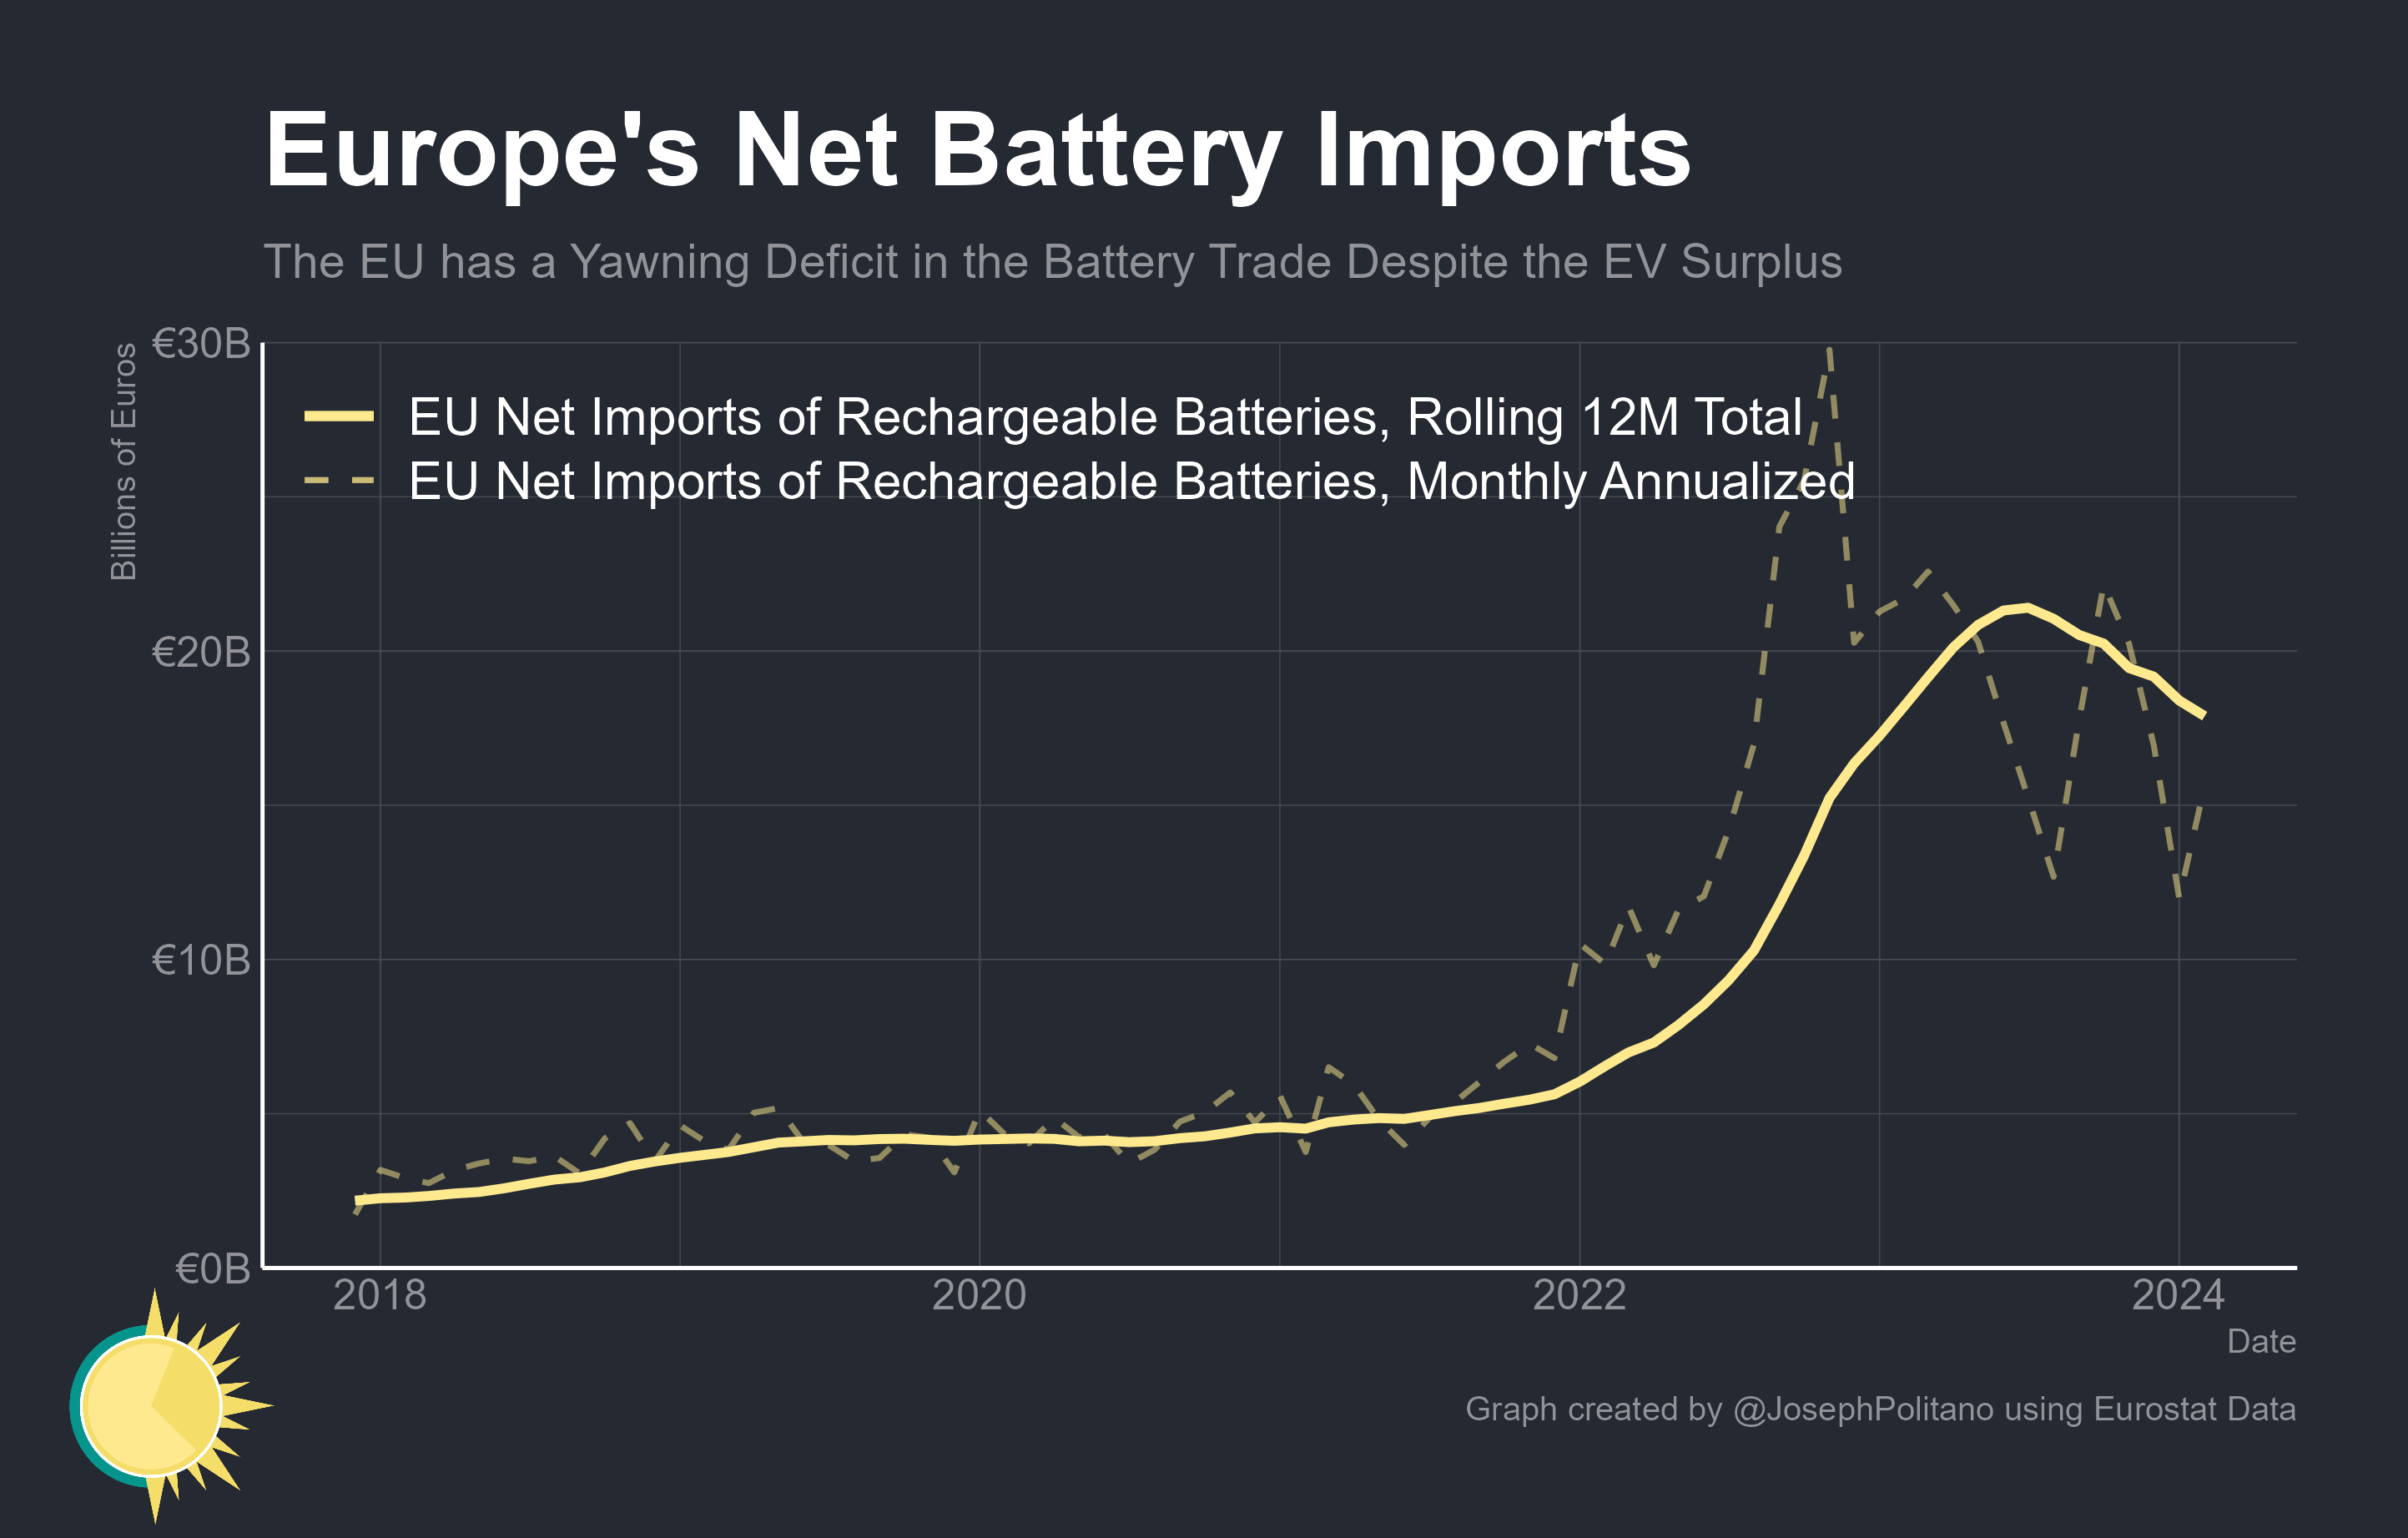 Europe's Net Battery Imports
The EU has a Yawning Deficit in the Battery Trade Despite the EV Surplus
Billions of Euros
€30B
€20B
€10B
€0B
EU Net Imports of Rechargeable Batteries, Rolling 12M Total
EU Net Imports of Rechargeable Batteries, Monthly Annualized
2018 2020 2022 2024
Date
Graph created by @JosephPolitano using Eurostat Data